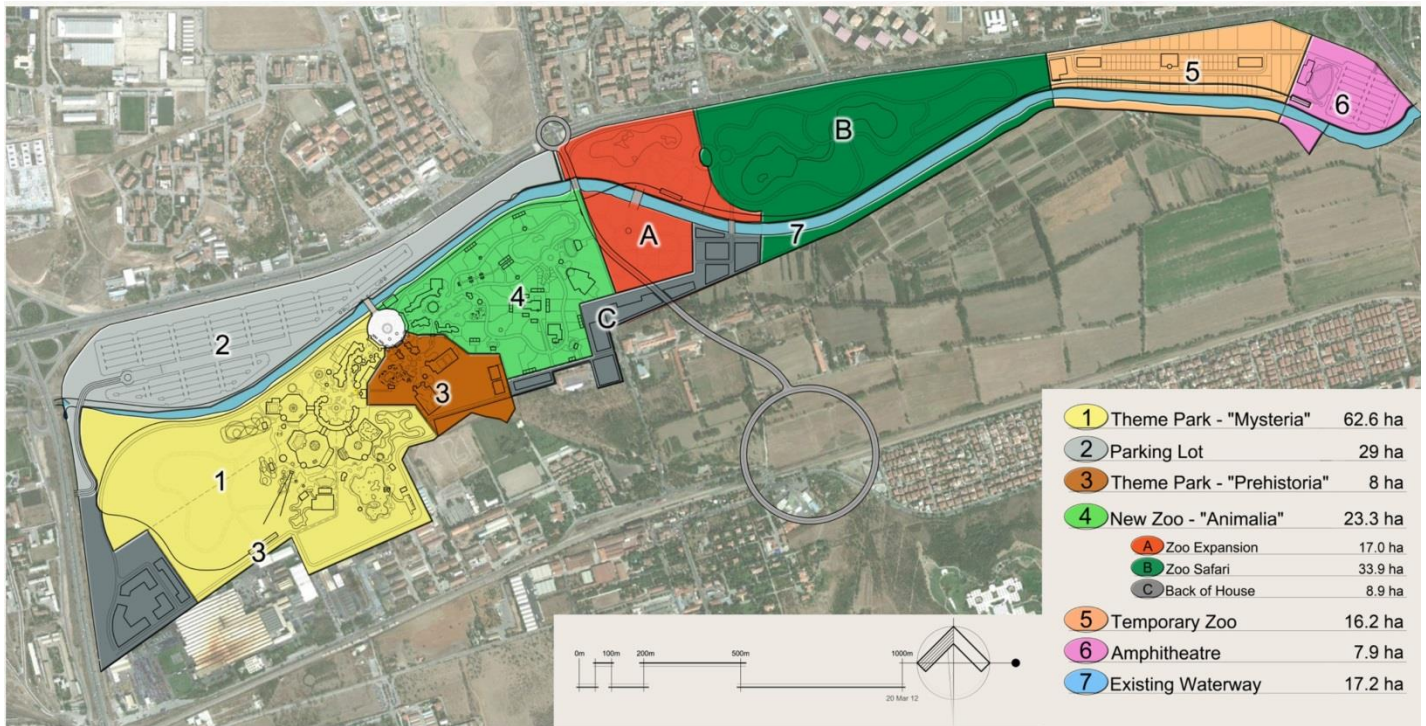 5
6
B
A
7
4
2
C
3
1
3
1 Theme Park - "Mysteria" 62.6 ha
2 Parking Lot 29 ha
3 Theme Park - "Prehistoria" 8 ha
4 New Zoo - "Animalia" 23.3 ha
A Zoo Expansion 17.0 ha
B Zoo Safari 33.9 ha
C Back of House 8.9 ha
5 Temporary Zoo 16.2 ha
6 Amphitheatre 7.9 ha
7 Existing Waterway 17.2 ha
0m 100m 200m 500m 1000m
20 Mar 12